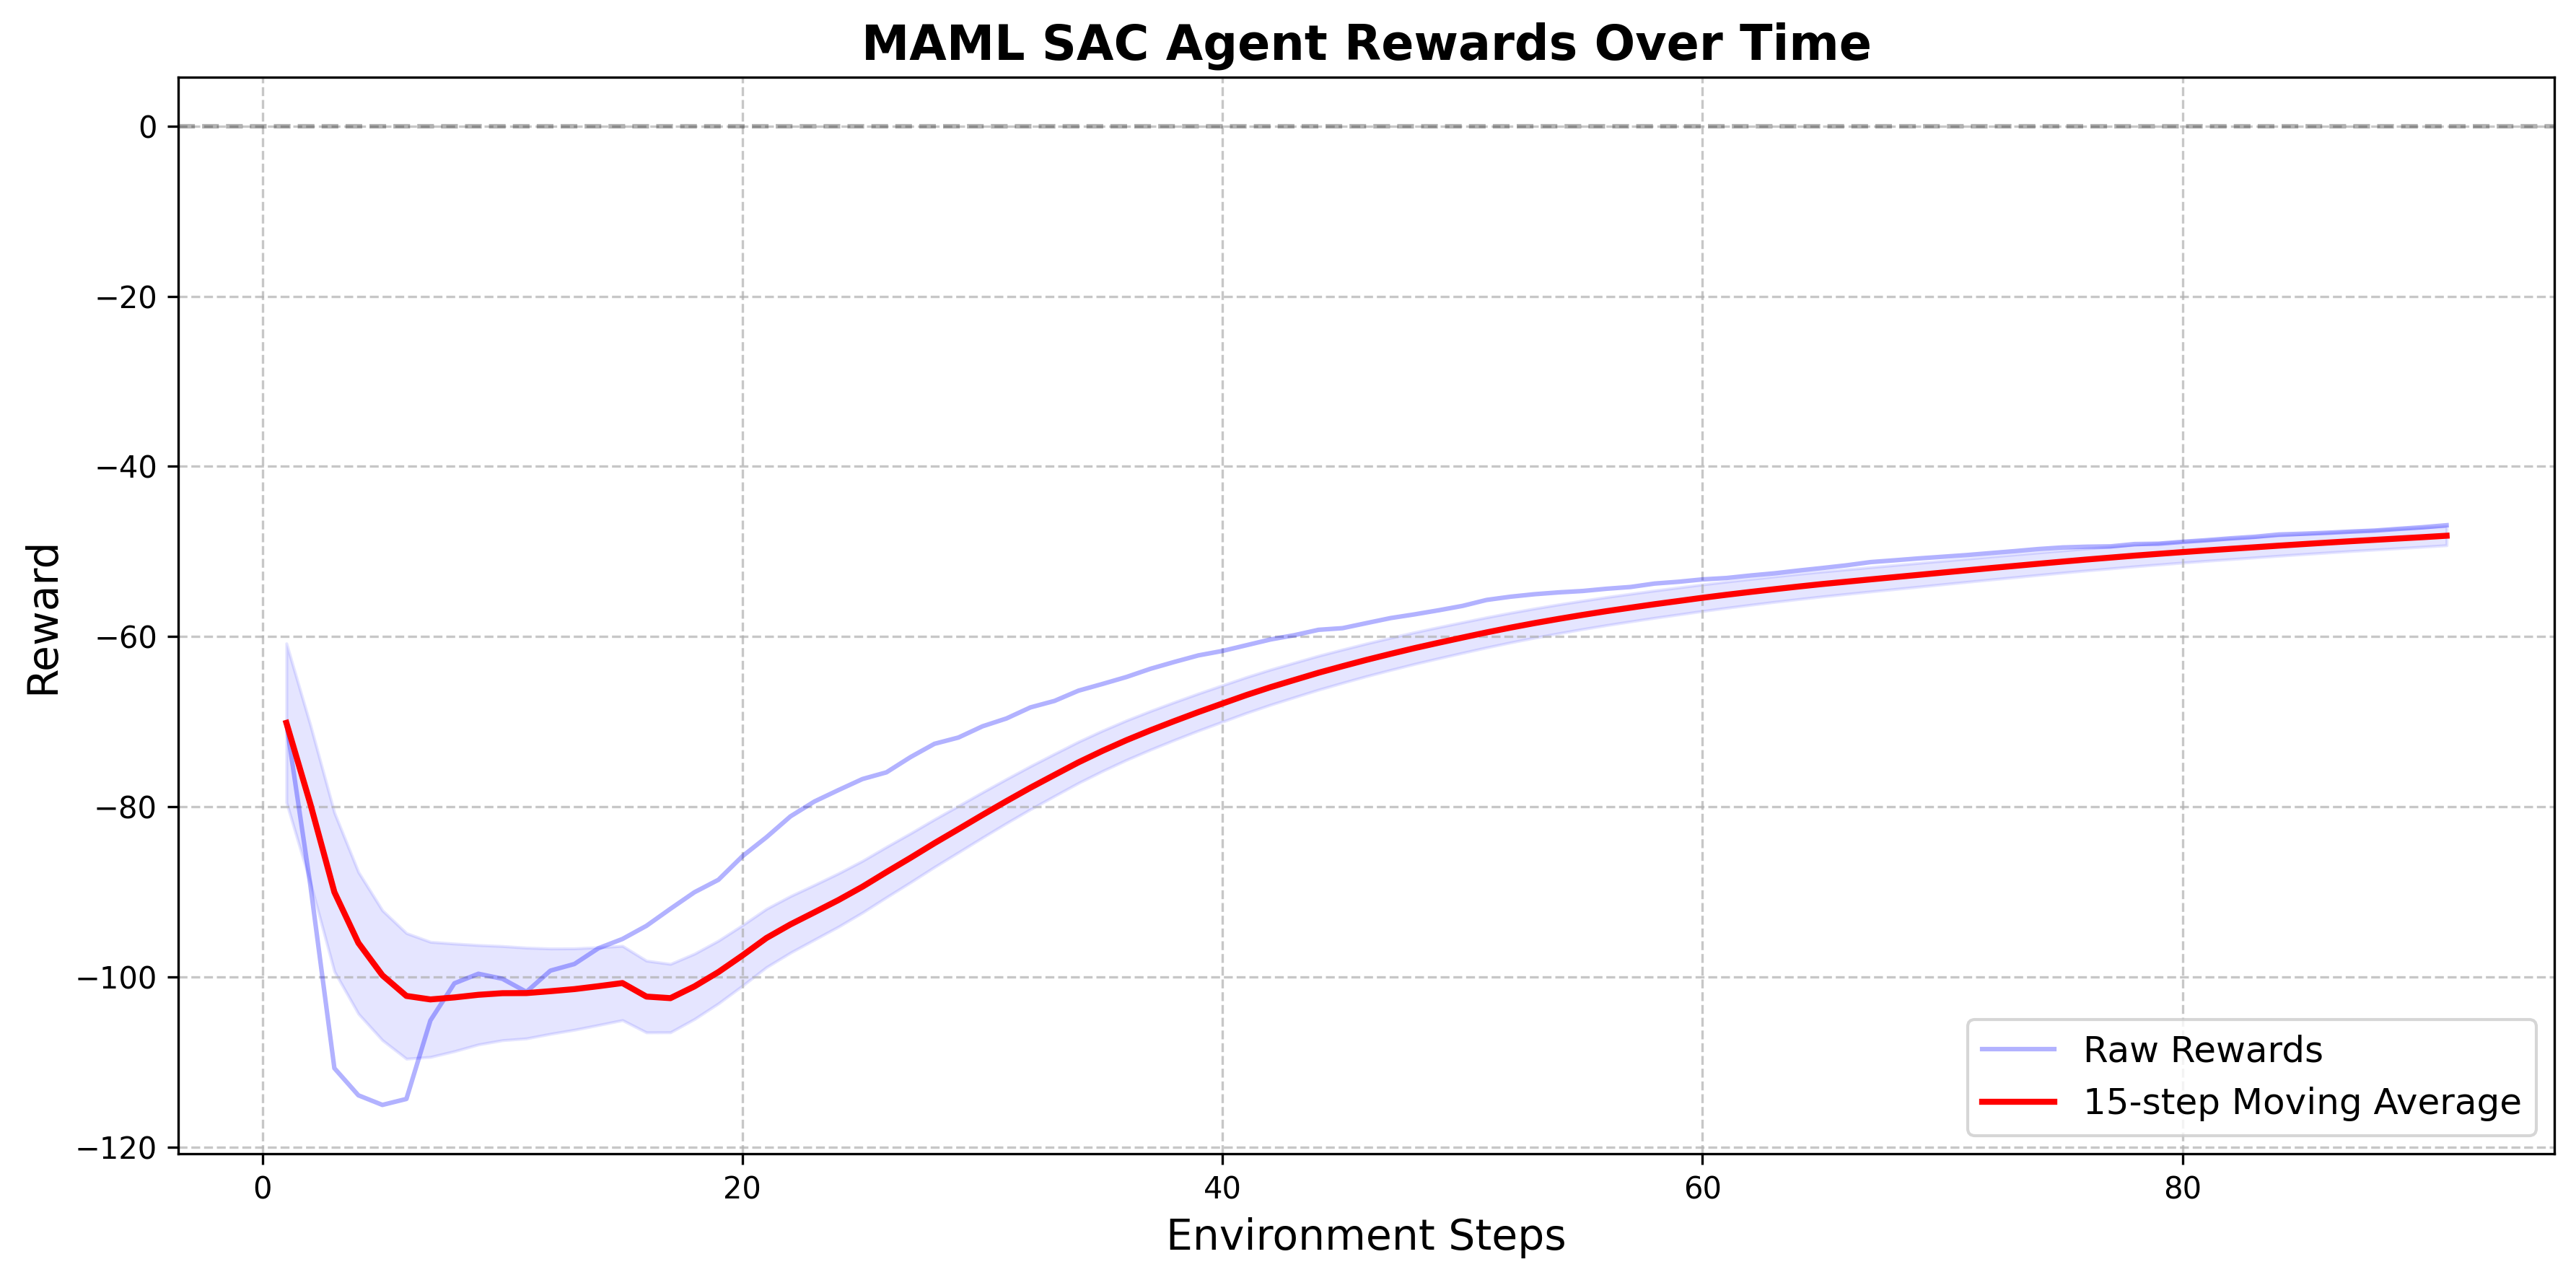 MAML SAC Agent Rewards Over Time
0
−20
−40
−60
−80
−100
−120
Reward
0 20 40 60 80
Environment Steps
Raw Rewards
15-step Moving Average